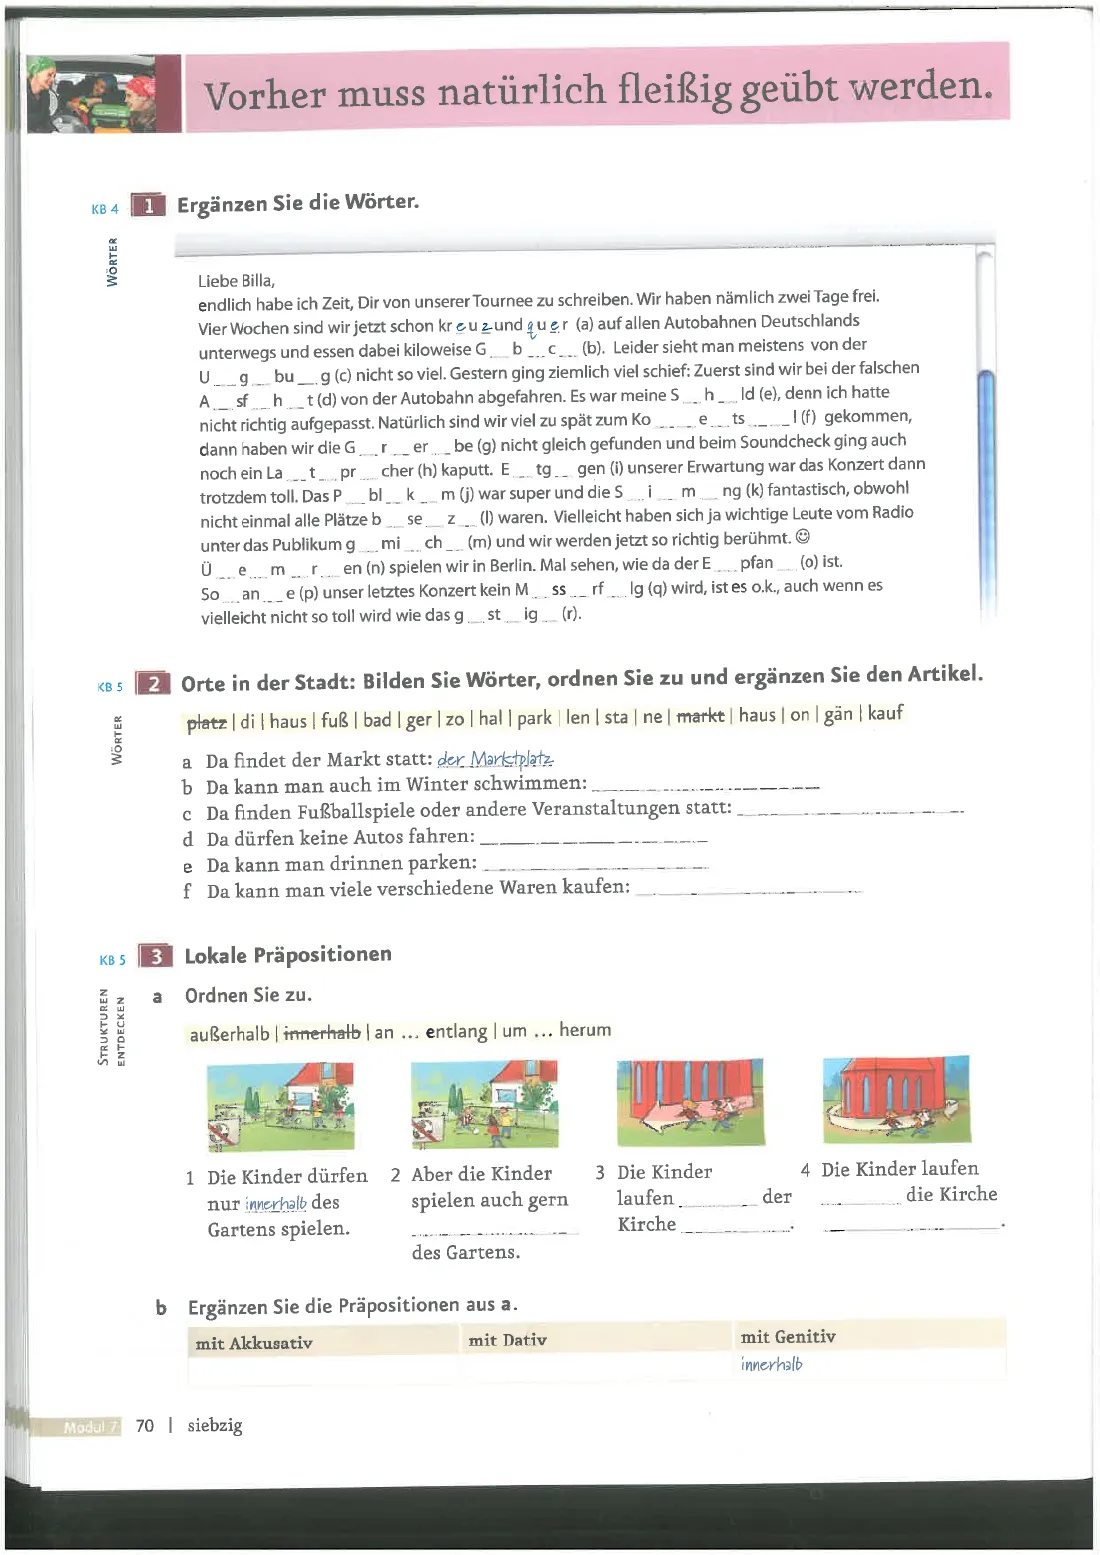 Vorher muss natürlich fleißig geübt werden.
KB 4 1 Ergänzen Sie die Wörter.
WÖRTER
Liebe Billa,
endlich habe ich Zeit, Dir von unserer Tournee zu schreiben. Wir haben nämlich zwei Tage frei.
Vier Wochen sind wir jetzt schon kr e u z und q u e r (a) auf allen Autobahnen Deutschlands
unterwegs und essen dabei kiloweise G__ b __c__ (b). Leider sieht man meistens von der
U__g__bu__g (c) nicht so viel. Gestern ging ziemlich viel schief: Zuerst sind wir bei der falschen
A__sf__h__t (d) von der Autobahn abgefahren. Es war meine S__h__ld (e), denn ich hatte
nicht richtig aufgepasst. Natürlich sind wir viel zu spät zum Ko____e__ts____l (f) gekommen,
dann haben wir die G__r__er__be (g) nicht gleich gefunden und beim Soundcheck ging auch
noch ein La__t__pr__cher (h) kaputt. E__tg__gen (i) unserer Erwartung war das Konzert dann
trotzdem toll. Das P__bl__k__m (j) war super und die S__i__m__ng (k) fantastisch, obwohl
nicht einmal alle Plätze b__se__z__ (l) waren. Vielleicht haben sich ja wichtige Leute vom Radio
unter das Publikum g__mi__ch__ (m) und wir werden jetzt so richtig berühmt. ☺
Ü__e__m__r__en (n) spielen wir in Berlin. Mal sehen, wie da der E__pfan__ (o) ist.
So__an__e (p) unser letztes Konzert kein M__ss__rf__lg (q) wird, ist es o.k., auch wenn es
vielleicht nicht so toll wird wie das g__st__ig__ (r).
KB 5 2 Orte in der Stadt: Bilden Sie Wörter, ordnen Sie zu und ergänzen Sie den Artikel.
WÖRTER
platz | di | haus | fuß | bad | ger | zo | hal | park | len | sta | ne | markt | haus | on | gän | kauf
a Da findet der Markt statt: der Marktplatz
b Da kann man auch im Winter schwimmen: ____________
c Da finden Fußballspiele oder andere Veranstaltungen statt: ____________
d Da dürfen keine Autos fahren: ____________
e Da kann man drinnen parken: ____________
f Da kann man viele verschiedene Waren kaufen: ____________
KB 5 3 Lokale Präpositionen
STRUKTUREN ENTDECKEN
a Ordnen Sie zu.
außerhalb | innerhalb | an ... entlang | um ... herum
1 Die Kinder dürfen
nur innerhalb des
Gartens spielen.
2 Aber die Kinder
spielen auch gern
____________
des Gartens.
3 Die Kinder
laufen ______ der
Kirche ________.
4 Die Kinder laufen
______ die Kirche
____________.
b Ergänzen Sie die Präpositionen aus a.
mit Akkusativ mit Dativ mit Genitiv
innerhalb
Modul 7 70 | siebzig